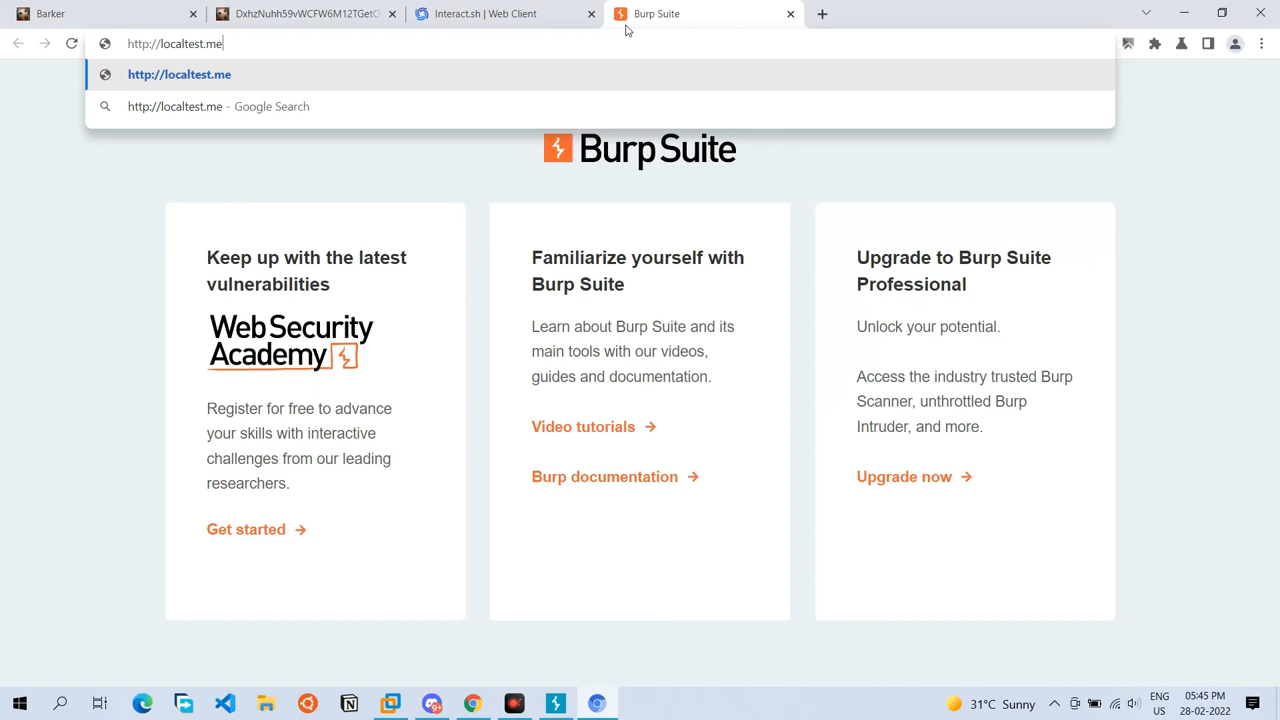 Barker
DxhzNuhh59vWCFW6M12TGetO
Interact.sh | Web Client
Burp Suite
http://localtest.me
http://localtest.me
http://localtest.me - Google Search
Burp Suite
Keep up with the latest
vulnerabilities
Web Security
Academy
Register for free to advance
your skills with interactive
challenges from our leading
researchers.
Get started →
Familiarize yourself with
Burp Suite
Learn about Burp Suite and its
main tools with our videos,
guides and documentation.
Video tutorials →
Burp documentation →
Upgrade to Burp Suite
Professional
Unlock your potential.
Access the industry trusted Burp
Scanner, unthrottled Burp
Intruder, and more.
Upgrade now →
9+
31°C Sunny
ENG
US
05:45 PM
28-02-2022